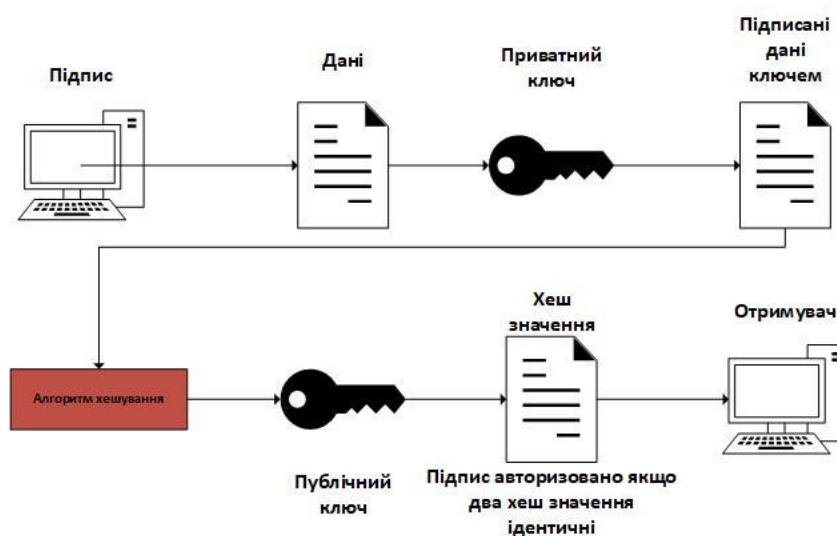 Підпис
Дані
Приватний
ключ
Підписані
дані
ключем
Алгоритм хешування
Публічний
ключ
Хеш
значення
Підпис авторизовано якщо
два хеш значення
ідентичні
Отримувач